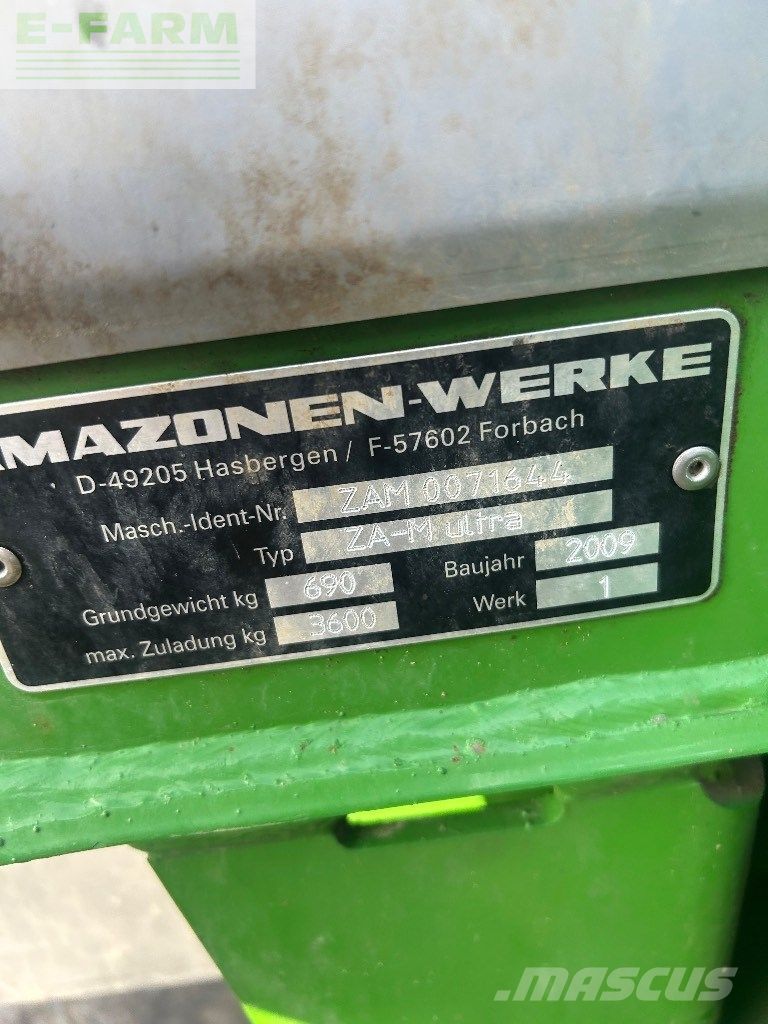 E-FARM
AMAZONEN-WERKE
D-49205 Hasbergen / F-57602 Forbach
Masch.-Ident-Nr. ZAM 0071644
Typ ZA-M ultra
Grundgewicht kg 690 Baujahr 2009
max. Zuladung kg 3600 Werk 1
MASCUS